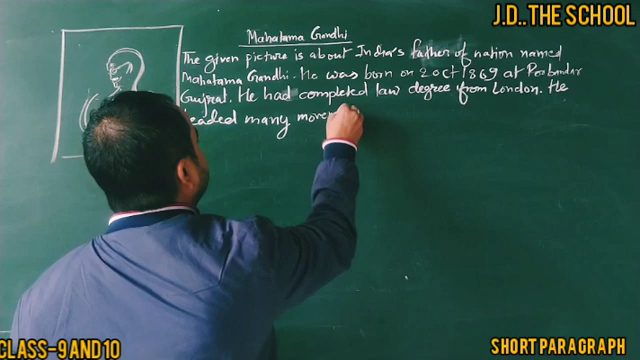 J.D..THE SCHOOL
Mahatama Gandhi
The given picture is about India's father of nation named
Mahatama Gandhi. He was born on 2 Oct 1869 at Porbandar
Gujrat. He had completed law degree from London. He
leaded many
CLASS-9 AND 10
SHORT PARAGRAPH